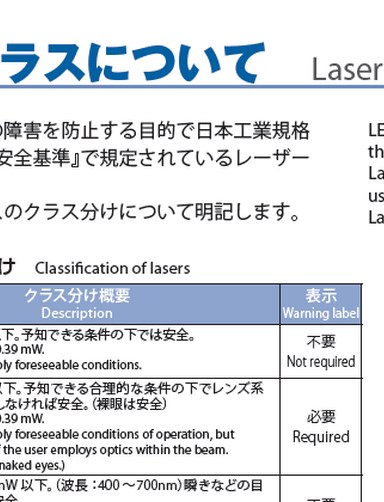 ラスについて Laser
の障害を防止する目的で日本工業規格
安全基準』で規定されているレーザー
のクラス分けについて明記します。
LE
th
La
us
La
け Classification of lasers
クラス分け概要
Description
表示
Warning label
下。予知できる条件の下では安全。
0.39 mW.
bly foreseeable conditions.
不要
Not required
下。予知できる合理的な条件の下でレンズ系
しなければ安全。（裸眼は安全）
0.39 mW.
bly foreseeable conditions of operation, but
f the user employs optics within the beam.
naked eyes.)
必要
Required
mW 以下。（波長：400 ～700nm）瞬きなどの目